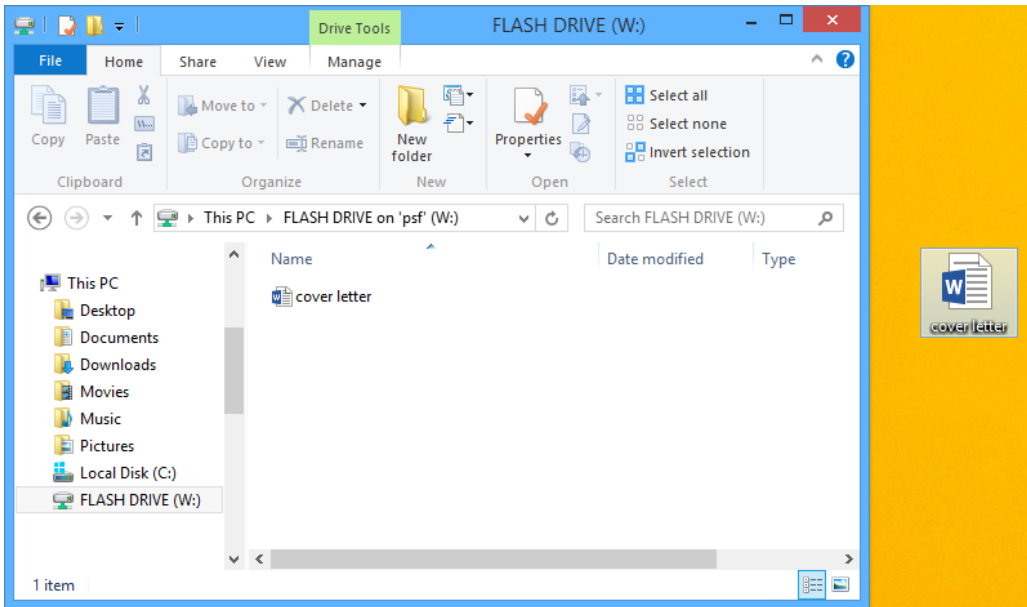 Drive Tools
FLASH DRIVE (W:)
File Home Share View Manage
Copy
Paste
W...
Move to
Copy to
Delete
Rename
New folder
Properties
Select all
Select none
Invert selection
Clipboard Organize New Open Select
This PC FLASH DRIVE on 'psf' (W:)
Search FLASH DRIVE (W:)
Name Date modified Type
This PC
Desktop
Documents
Downloads
Movies
Music
Pictures
Local Disk (C:)
FLASH DRIVE (W:)
cover letter
1 item
cover letter